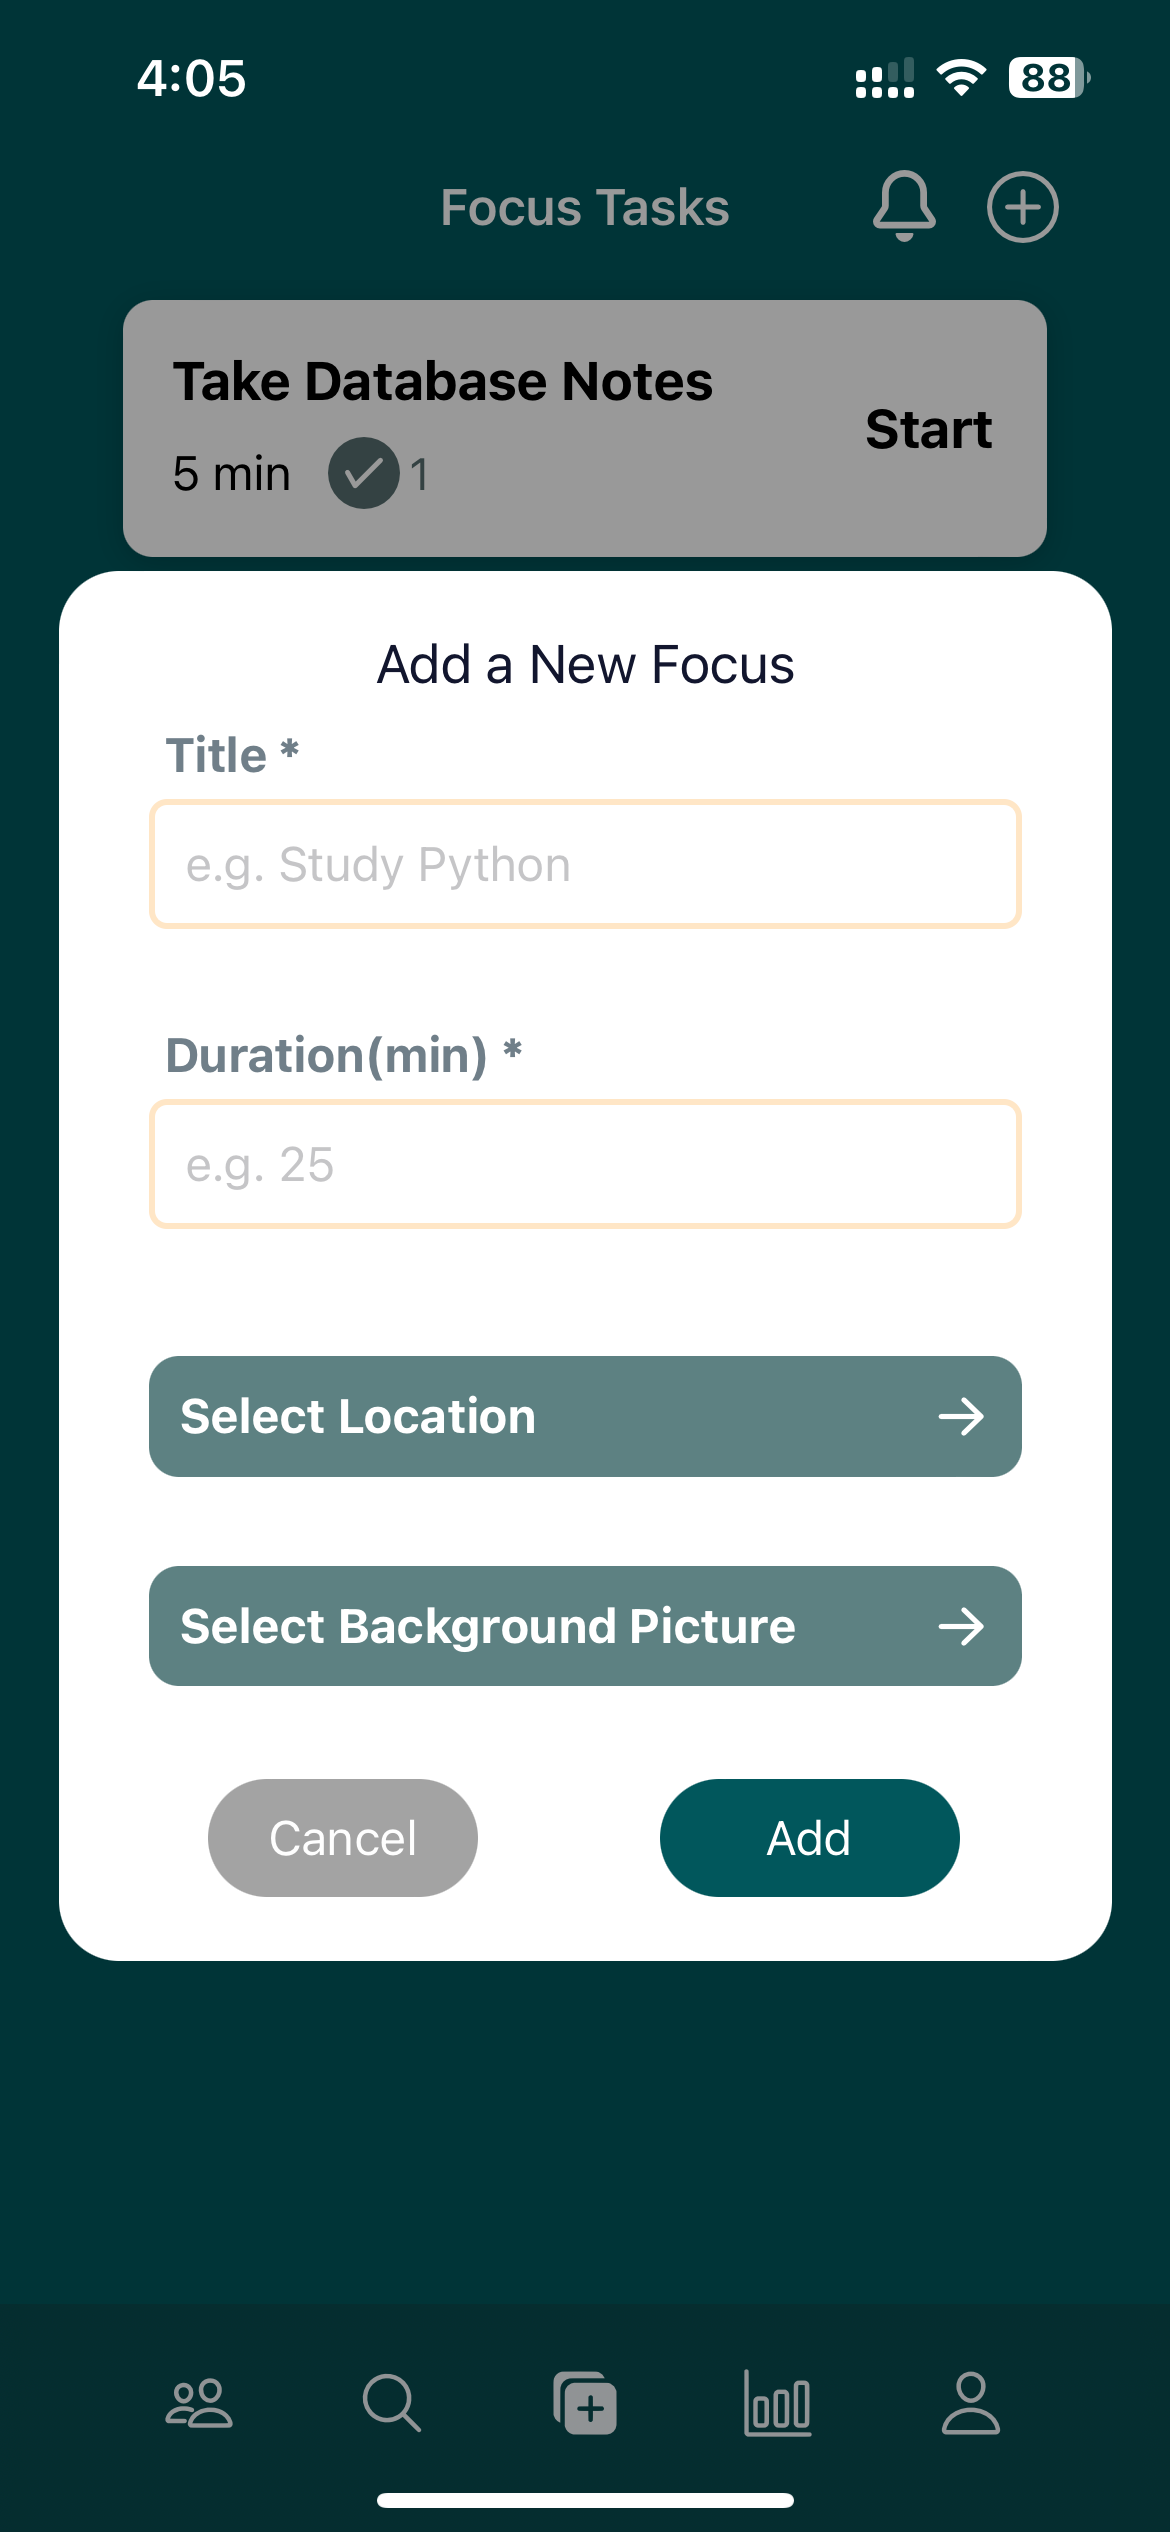 4:05
88
Focus Tasks
Take Database Notes
Start
5 min
1
Add a New Focus
Title *
e.g. Study Python
Duration(min) *
e.g. 25
Select Location
Select Background Picture
Cancel
Add